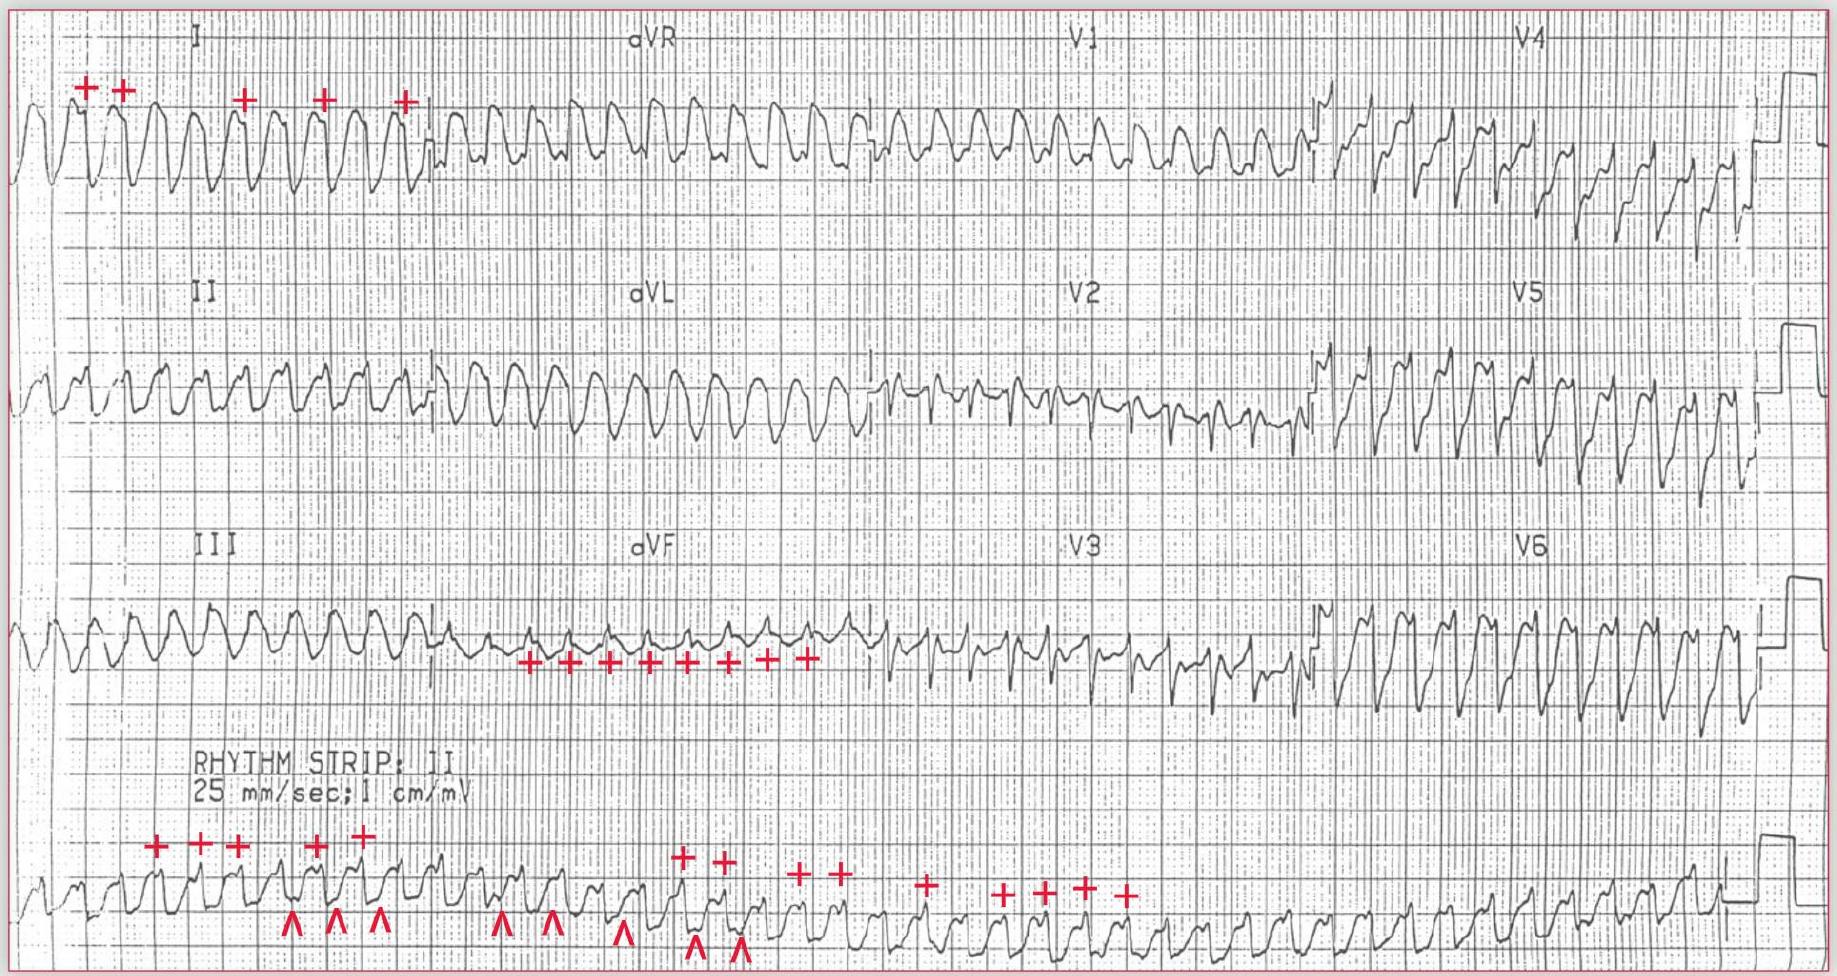 I aVR V1 V4
II aVL V2 V5
III aVF V3 V6
RHYTHM STRIP: II
25 mm/sec;1 cm/mV